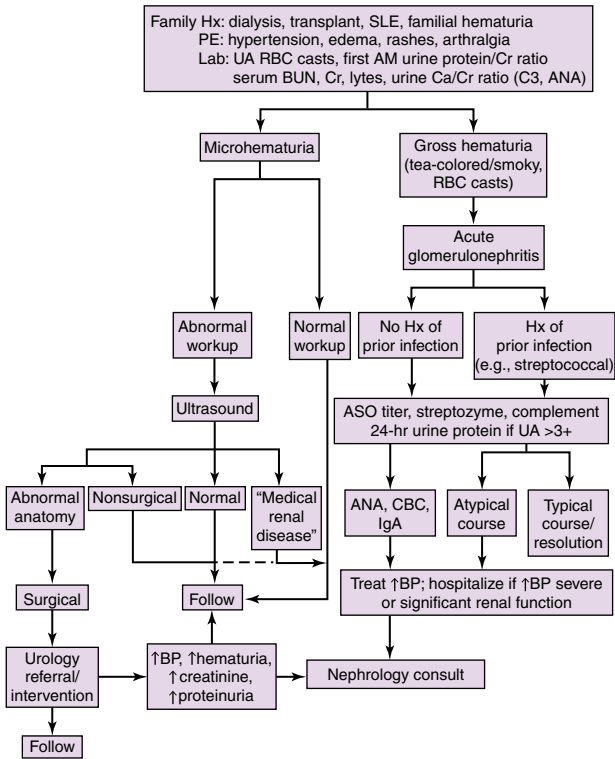 Family Hx: dialysis, transplant, SLE, familial hematuria
PE: hypertension, edema, rashes, arthralgia
Lab: UA RBC casts, first AM urine protein/Cr ratio
serum BUN, Cr, lytes, urine Ca/Cr ratio (C3, ANA)
Microhematuria
Gross hematuria
(tea-colored/smoky,
RBC casts)
Acute
glomerulonephritis
Abnormal
workup
Normal
workup
No Hx of
prior infection
Hx of
prior infection
(e.g., streptococcal)
Ultrasound
ASO titer, streptozyme, complement
24-hr urine protein if UA >3+
Abnormal
anatomy
Nonsurgical
Normal
“Medical
renal
disease”
ANA, CBC,
IgA
Atypical
course
Typical
course/
resolution
Surgical
Follow
Treat ↑BP; hospitalize if ↑BP severe
or significant renal function
Urology
referral/
intervention
↑BP, ↑hematuria,
↑creatinine,
↑proteinuria
Nephrology consult
Follow